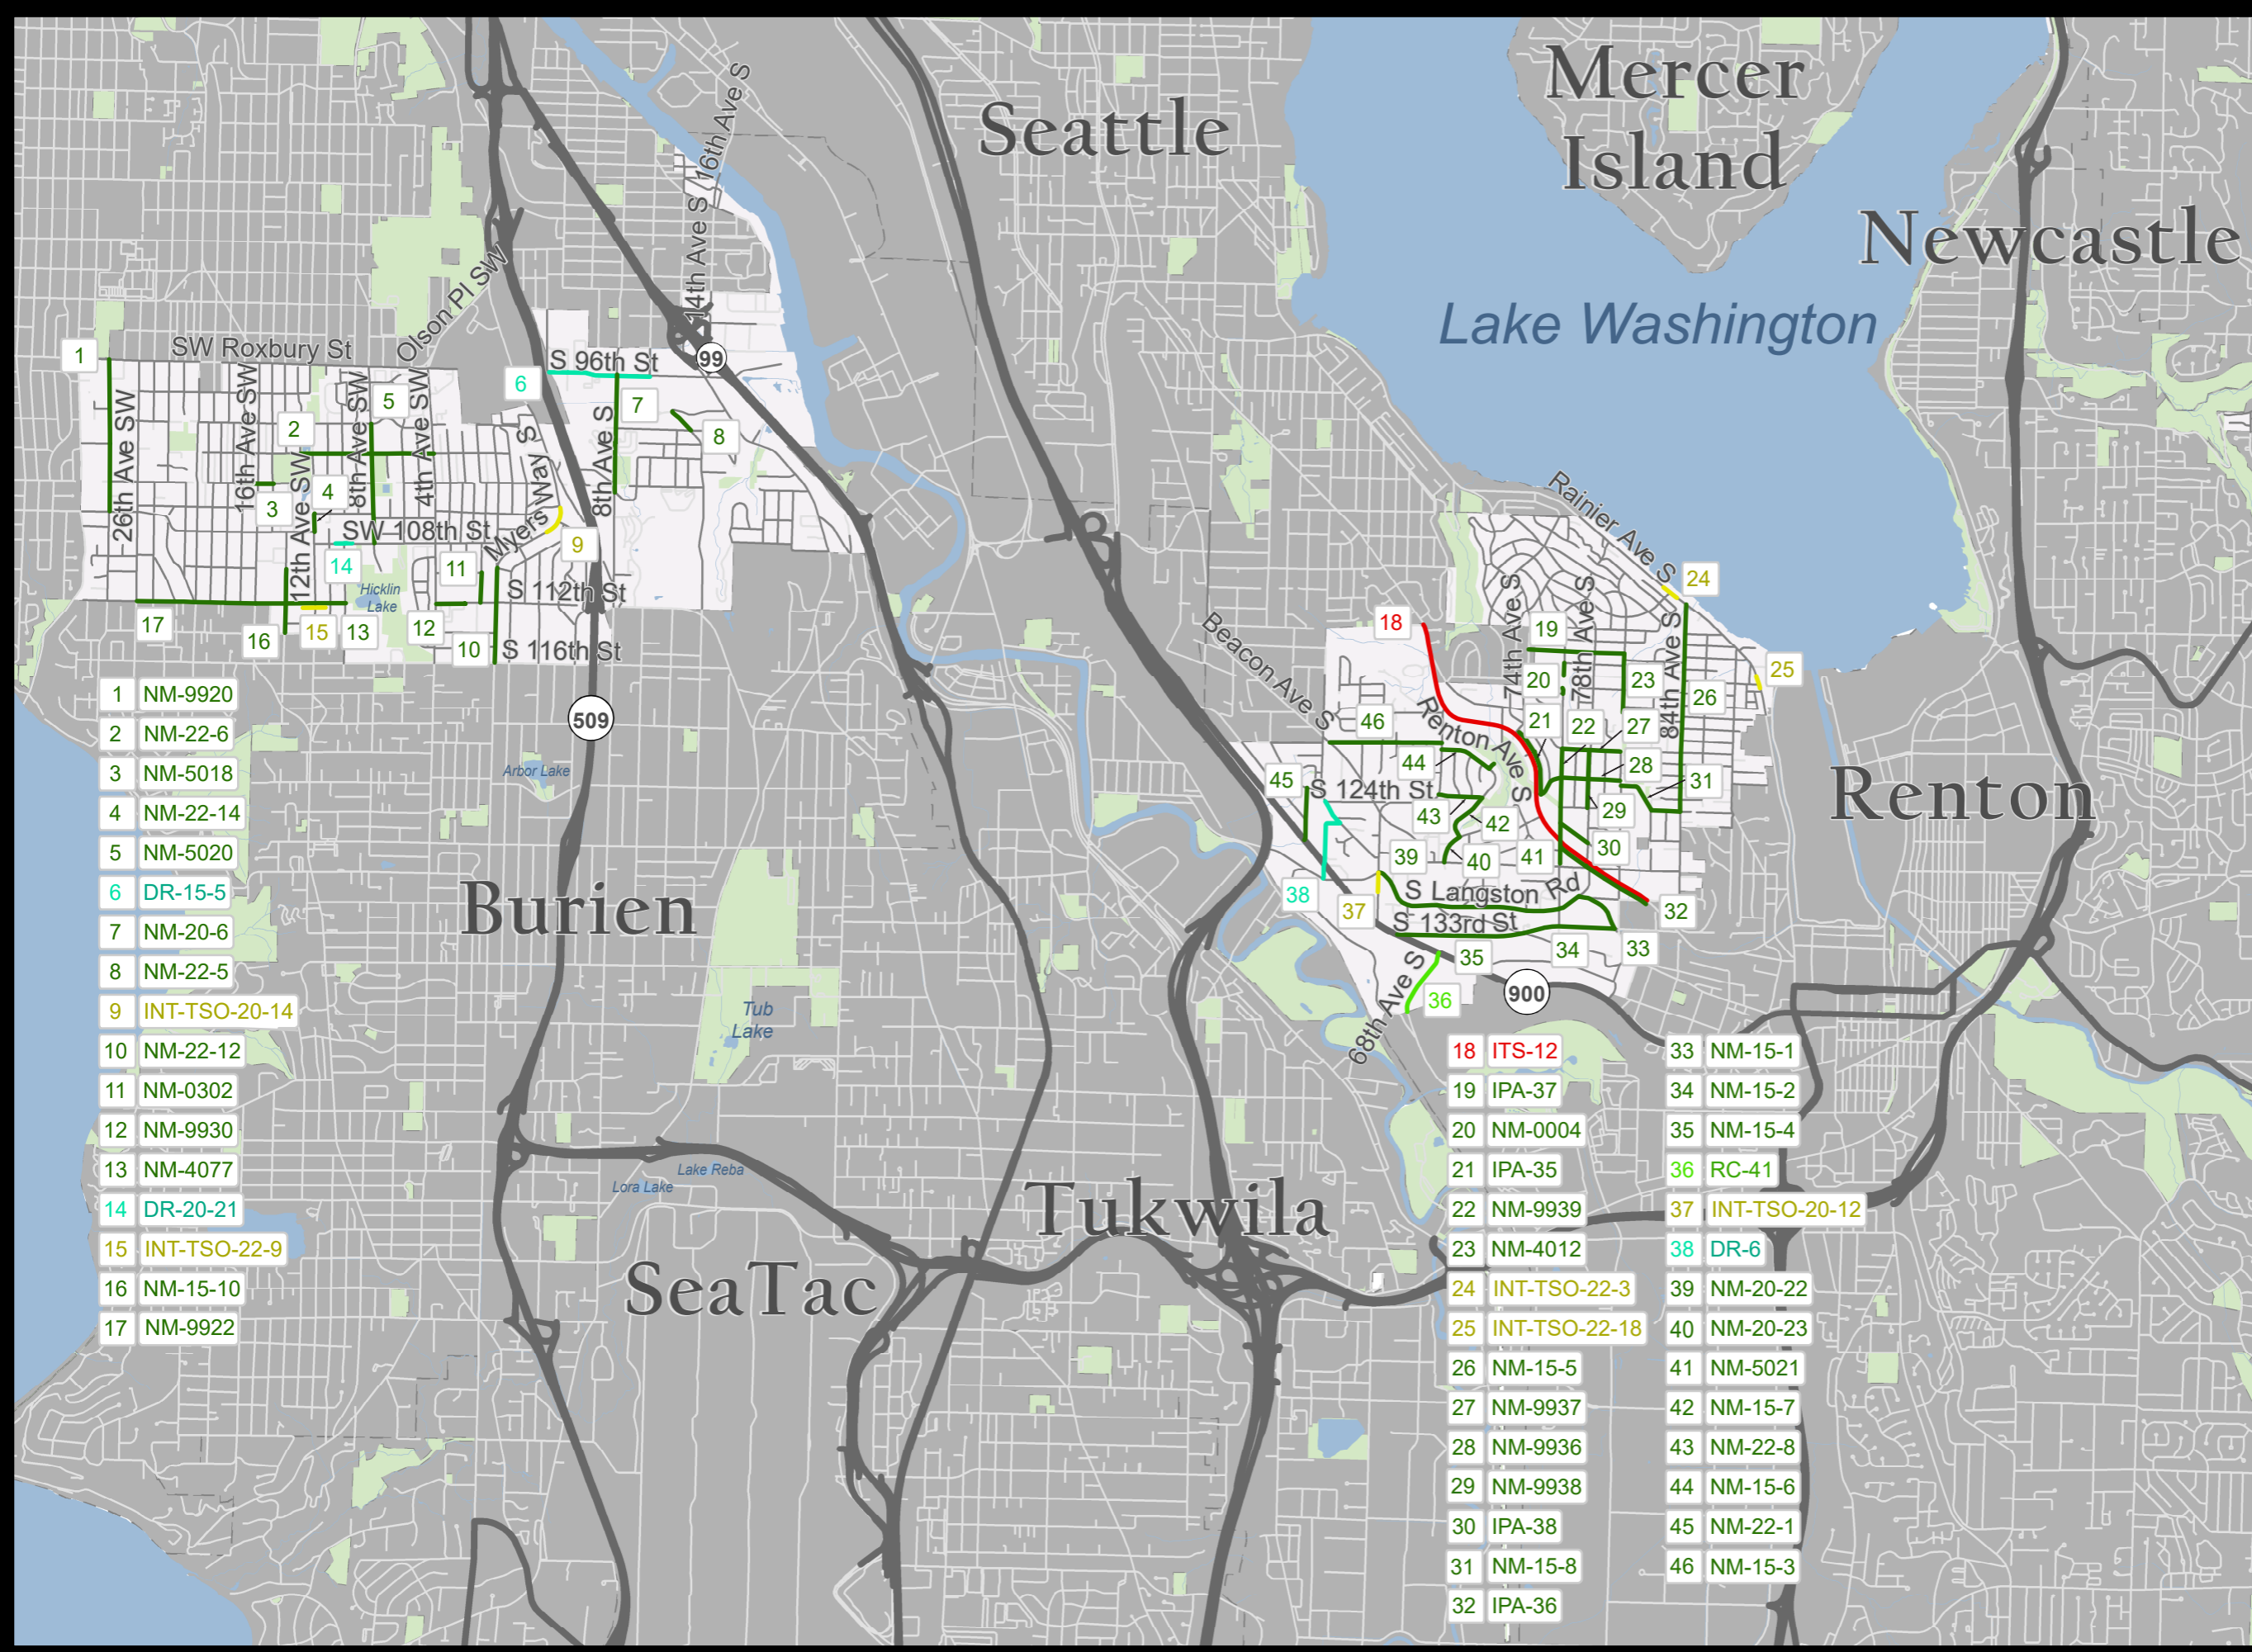 Mercer
Island
Seattle
Newcastle
Lake Washington
16th Ave S
14th Ave S
Olson Pl SW
SW Roxbury St
99
S 96th St
1
6
5
7
2
8
26th Ave SW
16th Ave SW
12th Ave SW
8th Ave SW
4th Ave SW
8th Ave S
Myers Way S
3
4
SW 108th St
9
14
11
Hicklin
Lake
S 112th St
17
16
15
13
12
10
S 116th St
509
Arbor Lake
Rainier Ave S
24
18
19
25
Beacon Ave S
74th Ave S
78th Ave S
84th Ave S
20
23
26
46
Renton Ave S
21
22
27
44
28
45
S 124th St
31
43
42
29
39
40
41
30
38
37
S Langston Rd
32
S 133rd St
35
34
33
68th Ave S
36
900
Renton
Burien
Tub
Lake
Lake Reba
Lora Lake
Tukwila
SeaTac
1 NM-9920
2 NM-22-6
3 NM-5018
4 NM-22-14
5 NM-5020
6 DR-15-5
7 NM-20-6
8 NM-22-5
9 INT-TSO-20-14
10 NM-22-12
11 NM-0302
12 NM-9930
13 NM-4077
14 DR-20-21
15 INT-TSO-22-9
16 NM-15-10
17 NM-9922
18 ITS-12
19 IPA-37
20 NM-0004
21 IPA-35
22 NM-9939
23 NM-4012
24 INT-TSO-22-3
25 INT-TSO-22-18
26 NM-15-5
27 NM-9937
28 NM-9936
29 NM-9938
30 IPA-38
31 NM-15-8
32 IPA-36
33 NM-15-1
34 NM-15-2
35 NM-15-4
36 RC-41
37 INT-TSO-20-12
38 DR-6
39 NM-20-22
40 NM-20-23
41 NM-5021
42 NM-15-7
43 NM-22-8
44 NM-15-6
45 NM-22-1
46 NM-15-3